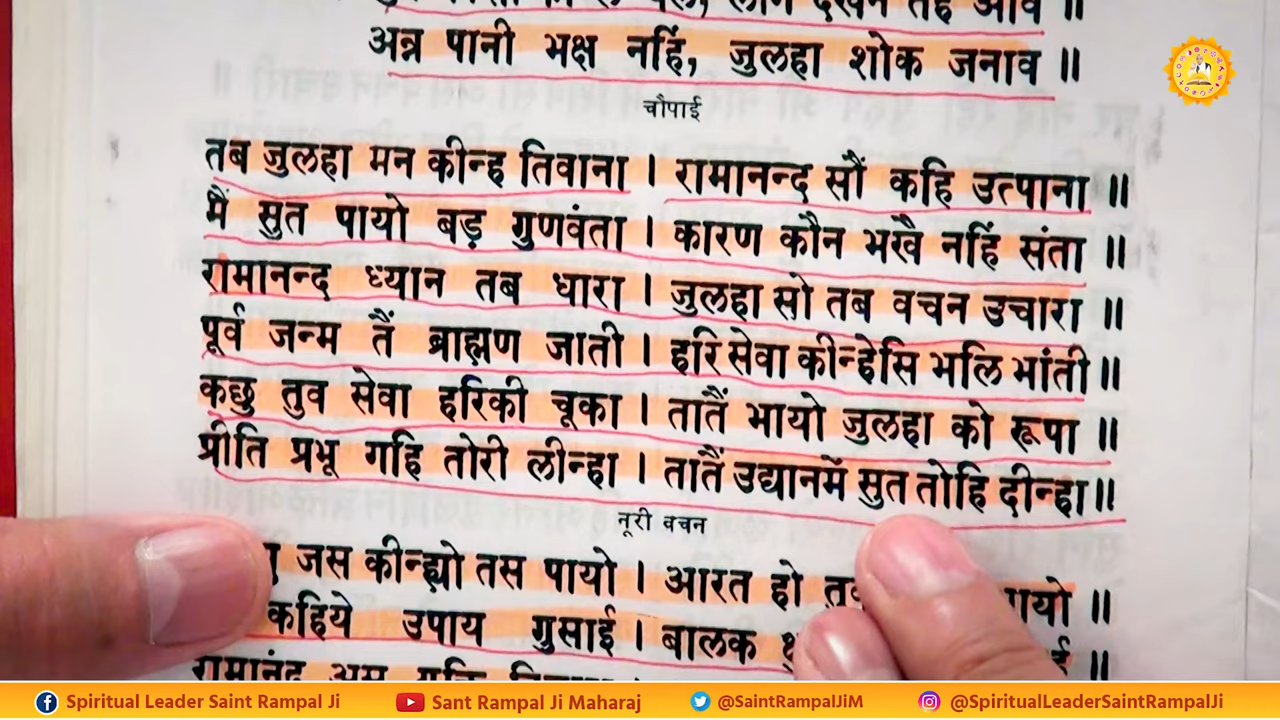 अन्न पानी भक्ष नहिं, जुलहा शोक जनाव ॥
चौपाई
तब जुलहा मन कीन्ह तिवाना । रामानन्द सौं कहि उत्पाना ॥
मैं सुत पायो बड़ गुणवंता । कारण कौन भखै नहिं संता ॥
रामानन्द ध्यान तब धारा । जुलहा सो तब वचन उचारा ॥
पूर्व जन्म तैं ब्राह्मण जाती । हरि सेवा कीन्हेसि भलि भांती ॥
कछु तुव सेवा हरिकी चूका । तातैं भायो जुलहा को रूपा ॥
प्रीति प्रभू गहि तोरी लीन्हा । तातैं उद्यानमें सुत तोहि दीन्हा ॥
नूरी वचन
जस कीन्ह्यो तस पायो । आरत हो
कहिये उपाय गुसाई । बालक
Spiritual Leader Saint Rampal Ji
Sant Rampal Ji Maharaj
@SaintRampalJiM
@SpiritualLeaderSaintRampalJi